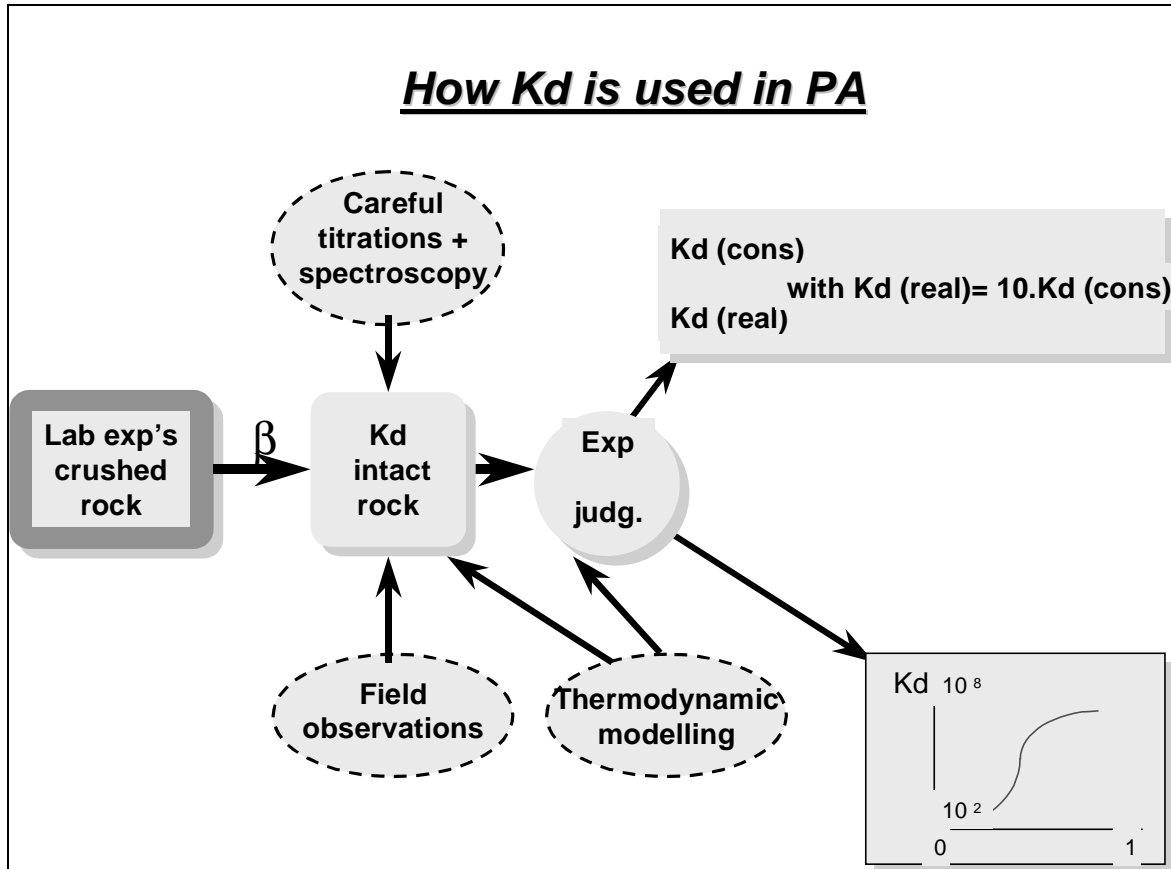 How Kd is used in PA
Careful
titrations +
spectroscopy
Kd (cons)
with Kd (real)= 10.Kd (cons)
Kd (real)
Lab exp's
crushed
rock
β
Kd
intact
rock
Exp
judg.
Field
observations
Thermodynamic
modelling
Kd 10 8
10 2
0 1